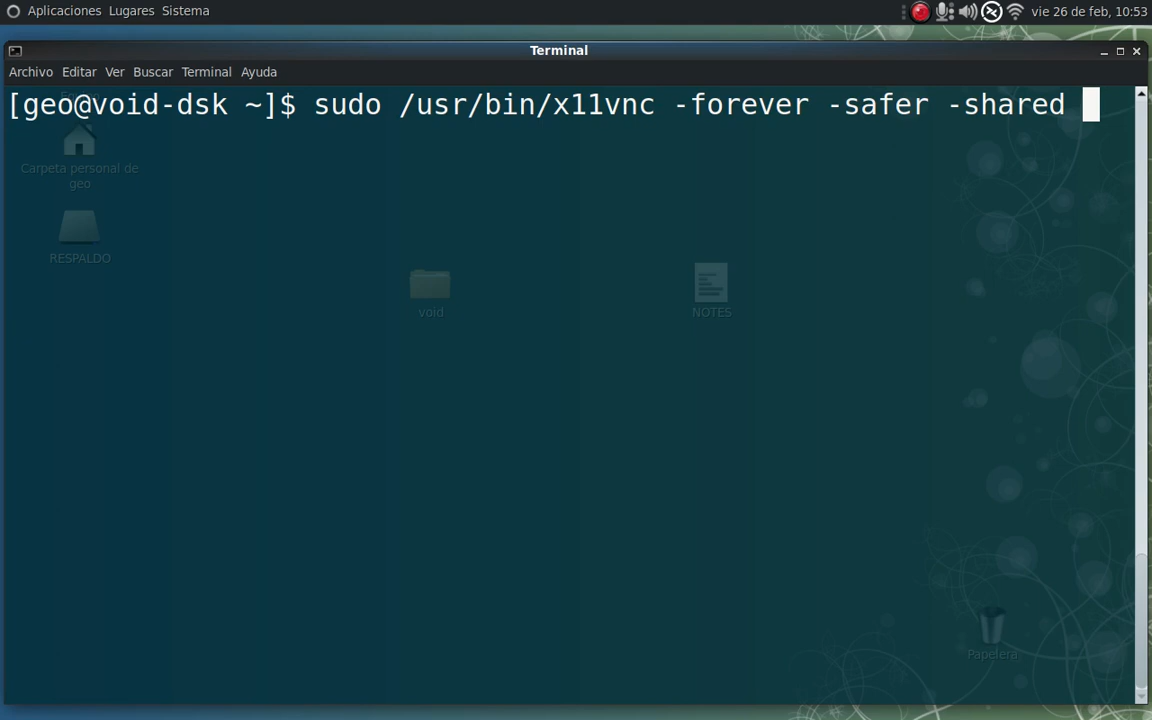 Aplicaciones Lugares Sistema
vie 26 de feb, 10:53
Terminal
Archivo Editar Ver Buscar Terminal Ayuda
[geo@void-dsk ~]$ sudo /usr/bin/x11vnc -forever -safer -shared
Carpeta personal de
geo
RESPALDO
void
NOTES
Papelera